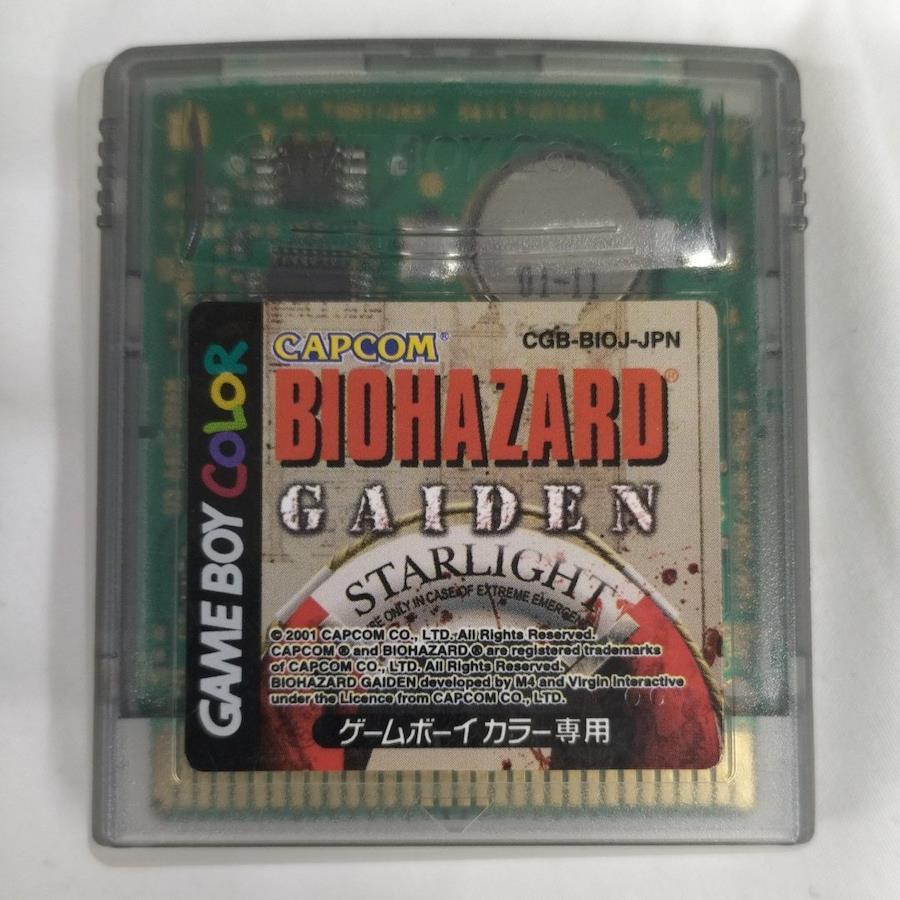 GAME BOY COLOR
01-11
GAME BOY COLOR
CAPCOM®
CGB-BIOJ-JPN
BIOHAZARD®
GAIDEN
STARLIGHT
USE ONLY IN CASE OF EXTREME EMERGENCY
© 2001 CAPCOM CO., LTD. All Rights Reserved.
CAPCOM ® and BIOHAZARD ® are registered trademarks
of CAPCOM CO., LTD. All Rights Reserved.
BIOHAZARD GAIDEN developed by M4 and Virgin Interactive
under the Licence from CAPCOM CO., LTD.
ゲームボーイ カラー専用